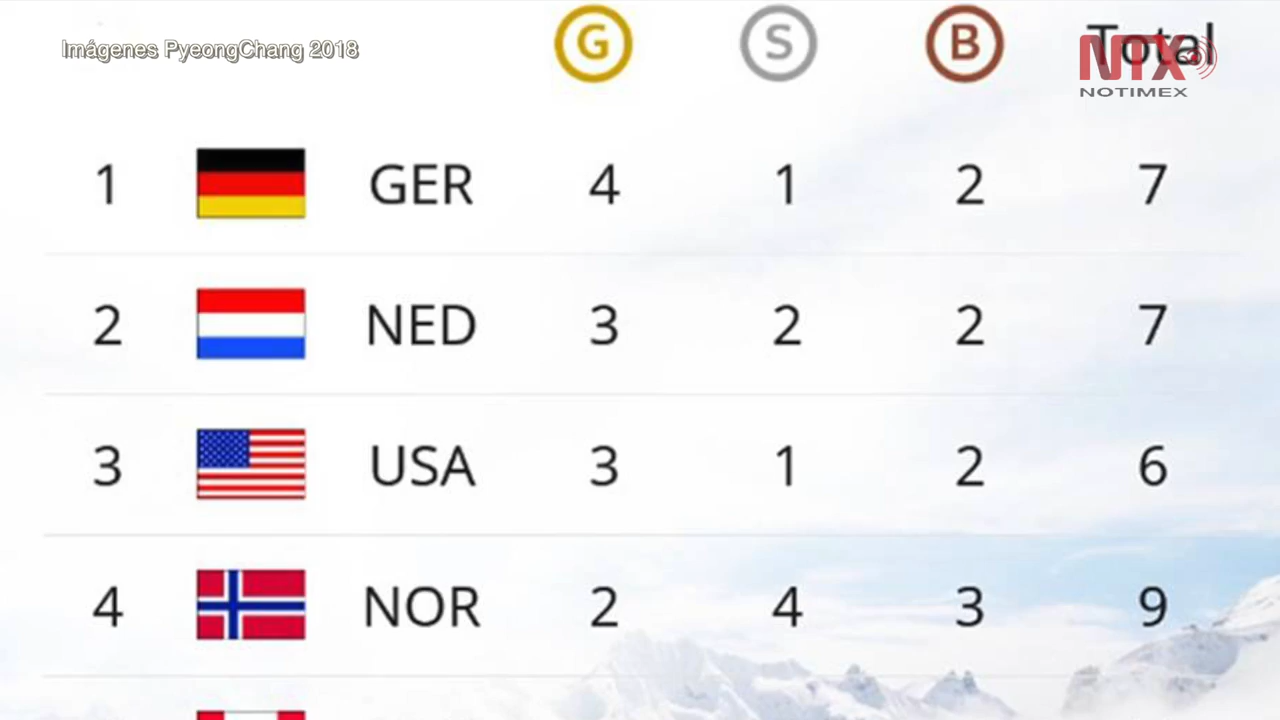 Imágenes PyeongChang 2018
G S B Total
NTX
NOTIMEX
1 GER 4 1 2 7
2 NED 3 2 2 7
3 USA 3 1 2 6
4 NOR 2 4 3 9